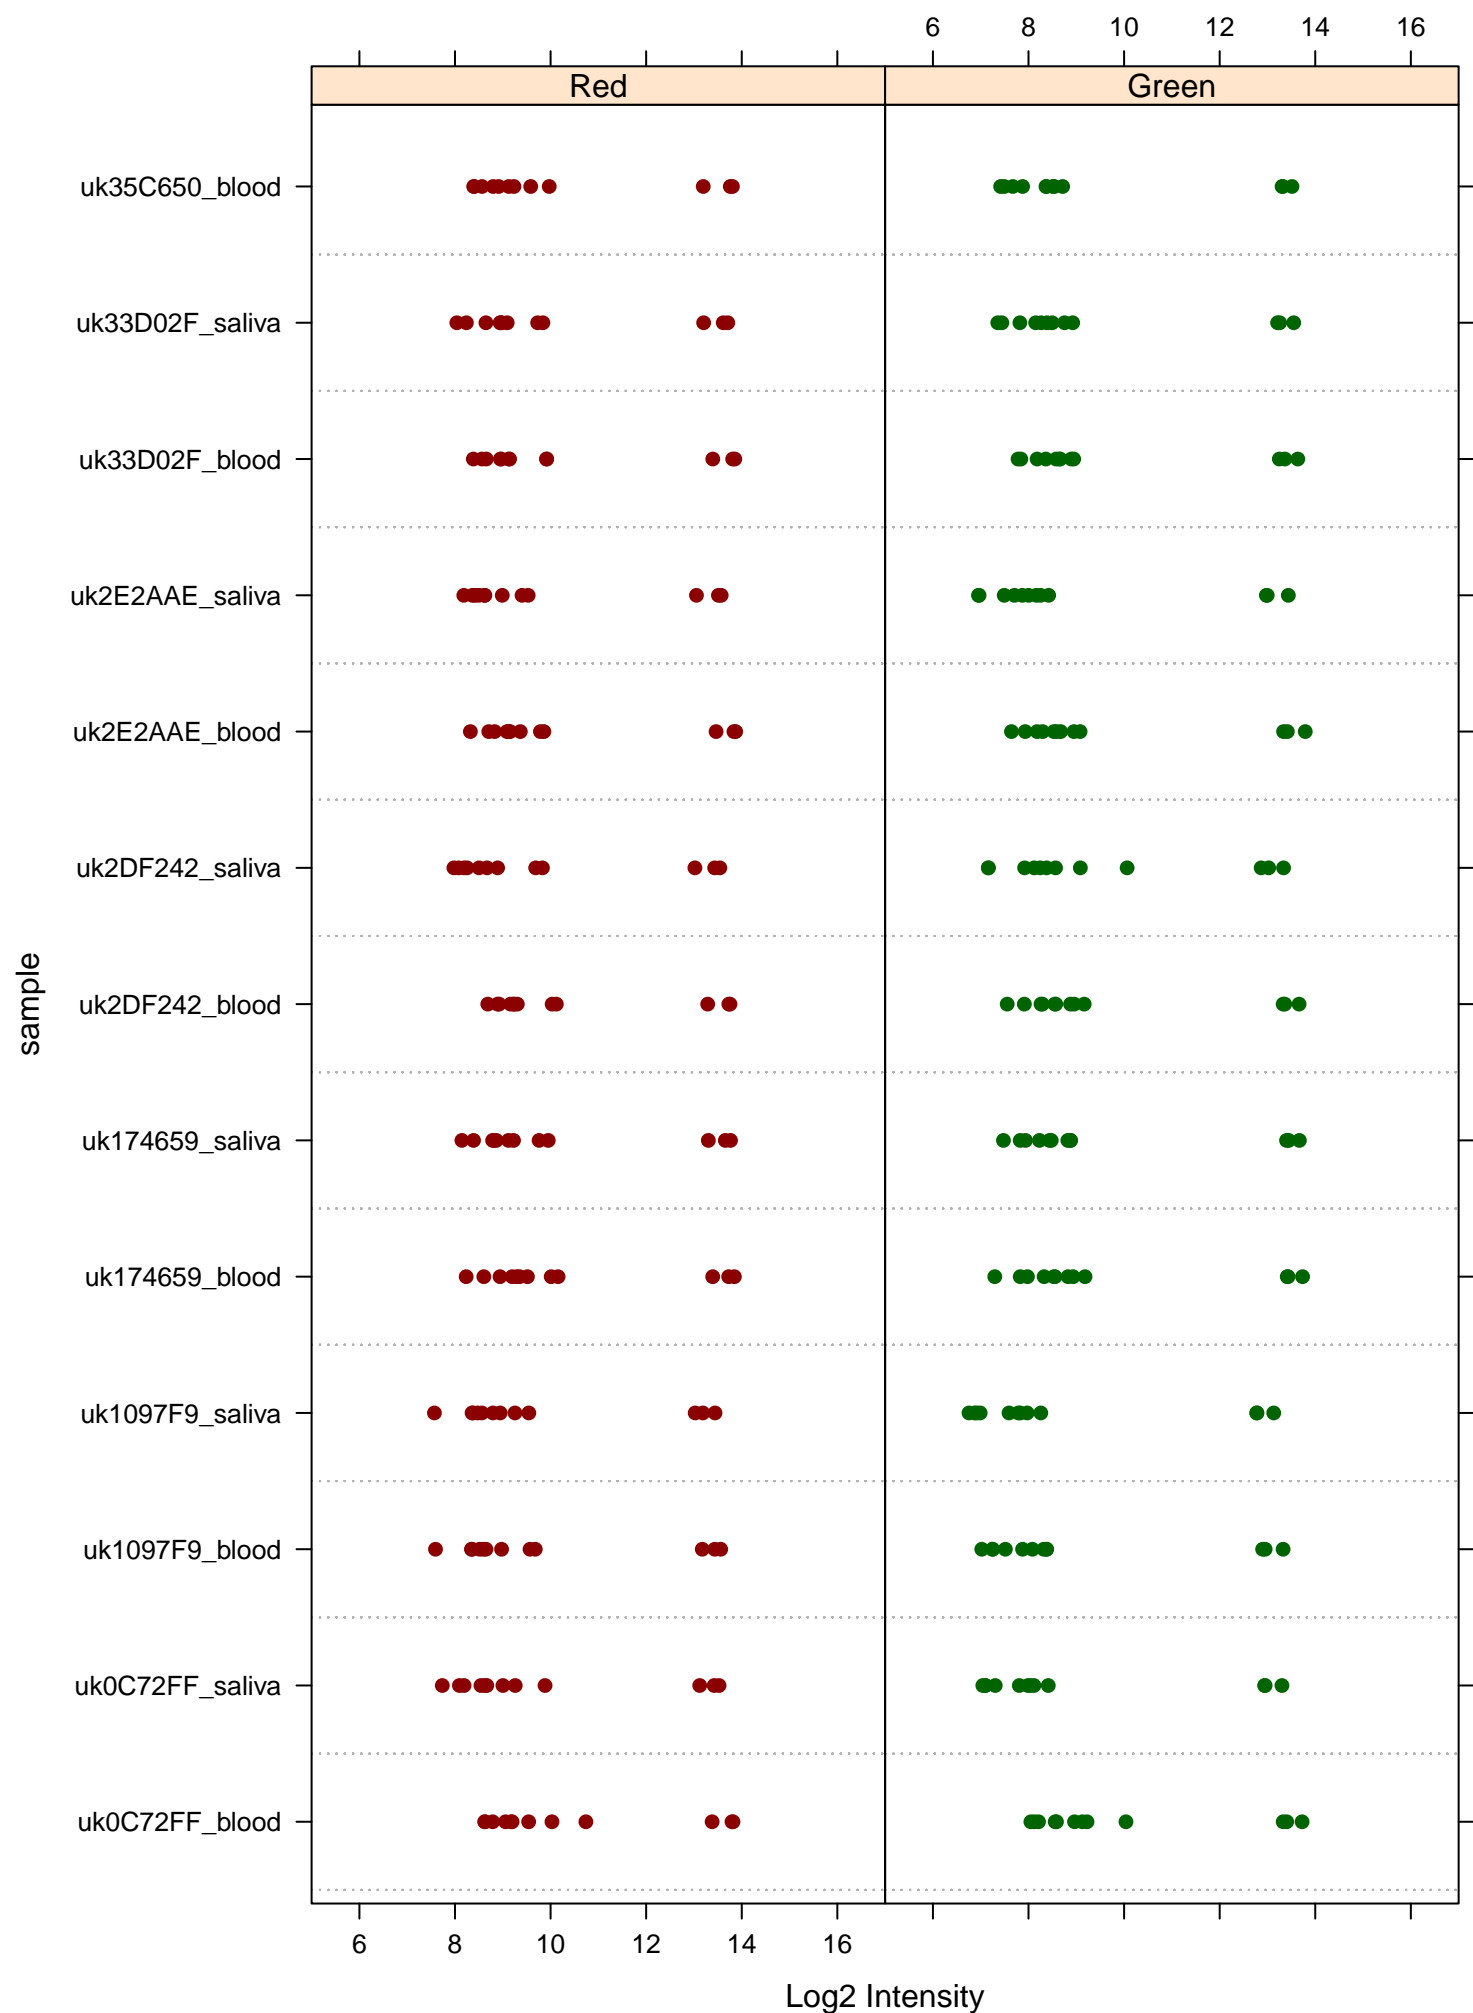 6 8 10 12 14 16
Red Green
uk35C650_blood
uk33D02F_saliva
uk33D02F_blood
uk2E2AAE_saliva
uk2E2AAE_blood
uk2DF242_saliva
uk2DF242_blood
uk174659_saliva
uk174659_blood
uk1097F9_saliva
uk1097F9_blood
uk0C72FF_saliva
uk0C72FF_blood
sample
6 8 10 12 14 16
Log2 Intensity